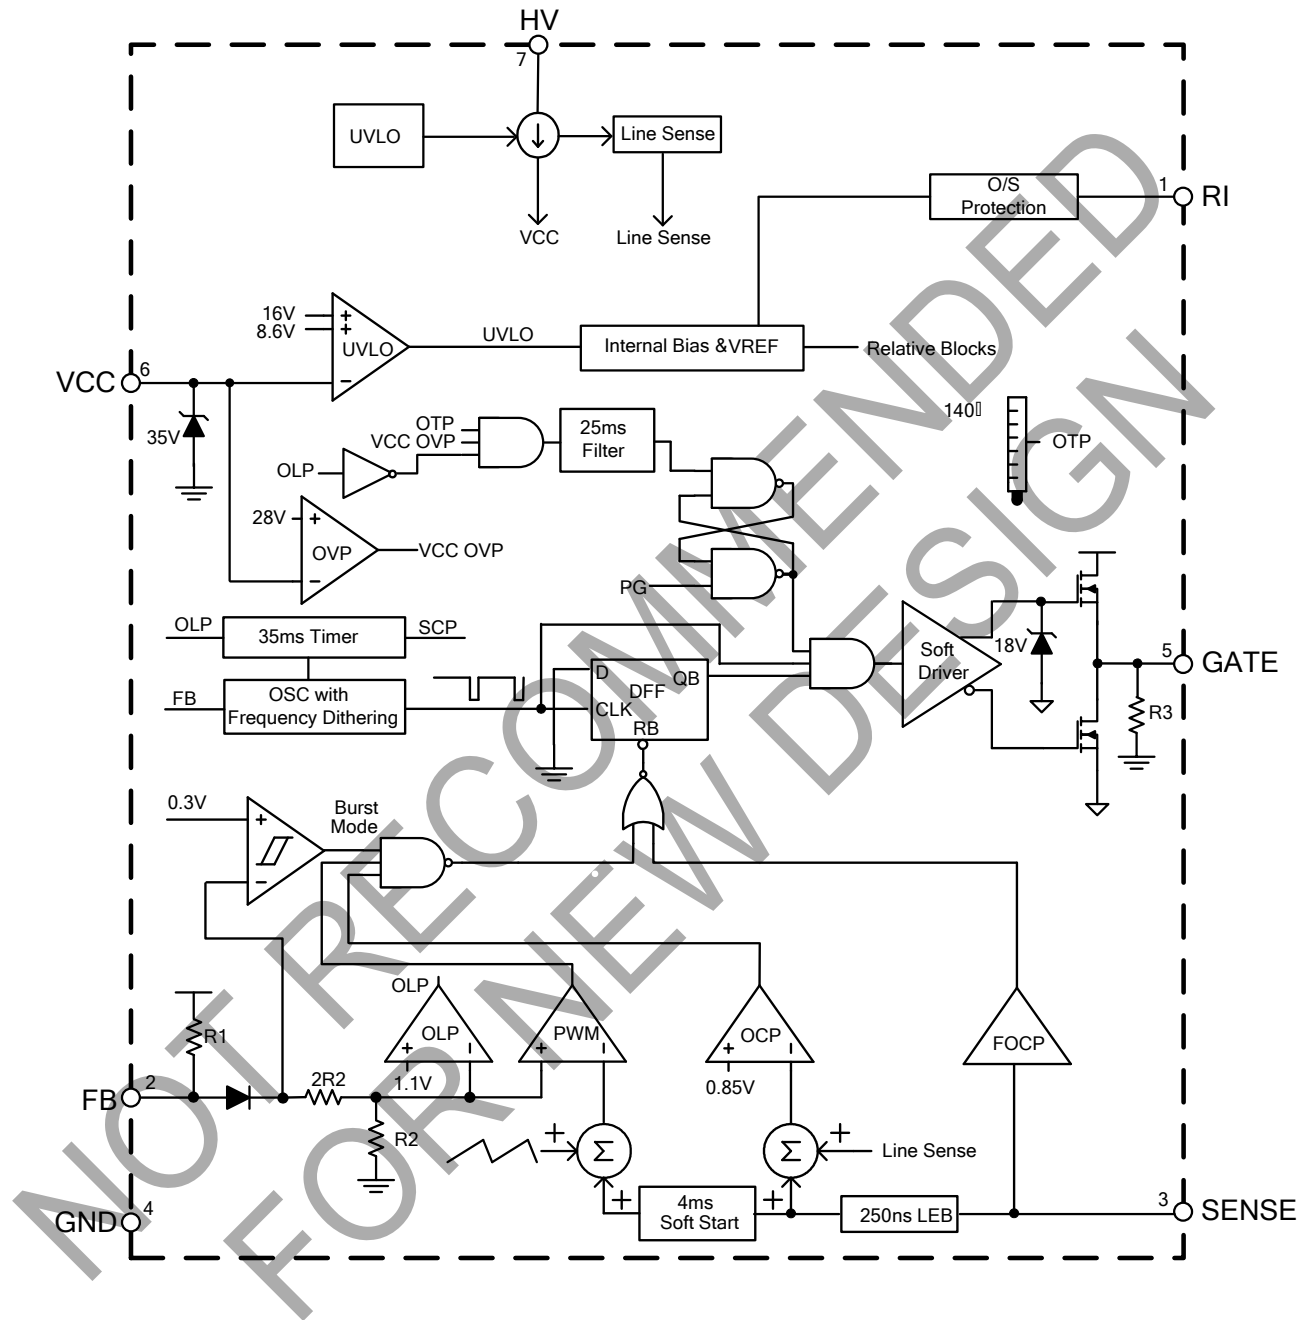 HV
7
UVLO
Line Sense
VCC
Line Sense
O/S
Protection
1
RI
16V
8.6V
+
+
UVLO
−
UVLO
Internal Bias &VREF
Relative Blocks
VCC
6
35V
OTP
VCC OVP
OLP
25ms
Filter
140▯
OTP
28V
+
OVP
−
VCC OVP
PG
OLP
35ms Timer
SCP
FB
OSC with
Frequency Dithering
D
QB
DFF
CLK
RB
Soft
Driver
18V
5
GATE
R3
0.3V
+
−
Burst
Mode
OLP
OLP
+
−
1.1V
PWM
+
−
OCP
+
−
0.85V
FOCP
R1
2
FB
2R2
R2
+
Σ
+
+
Σ
+
Line Sense
4ms
Soft Start
250ns LEB
3
SENSE
4
GND
NOT RECOMMENDED
FOR NEW DESIGN